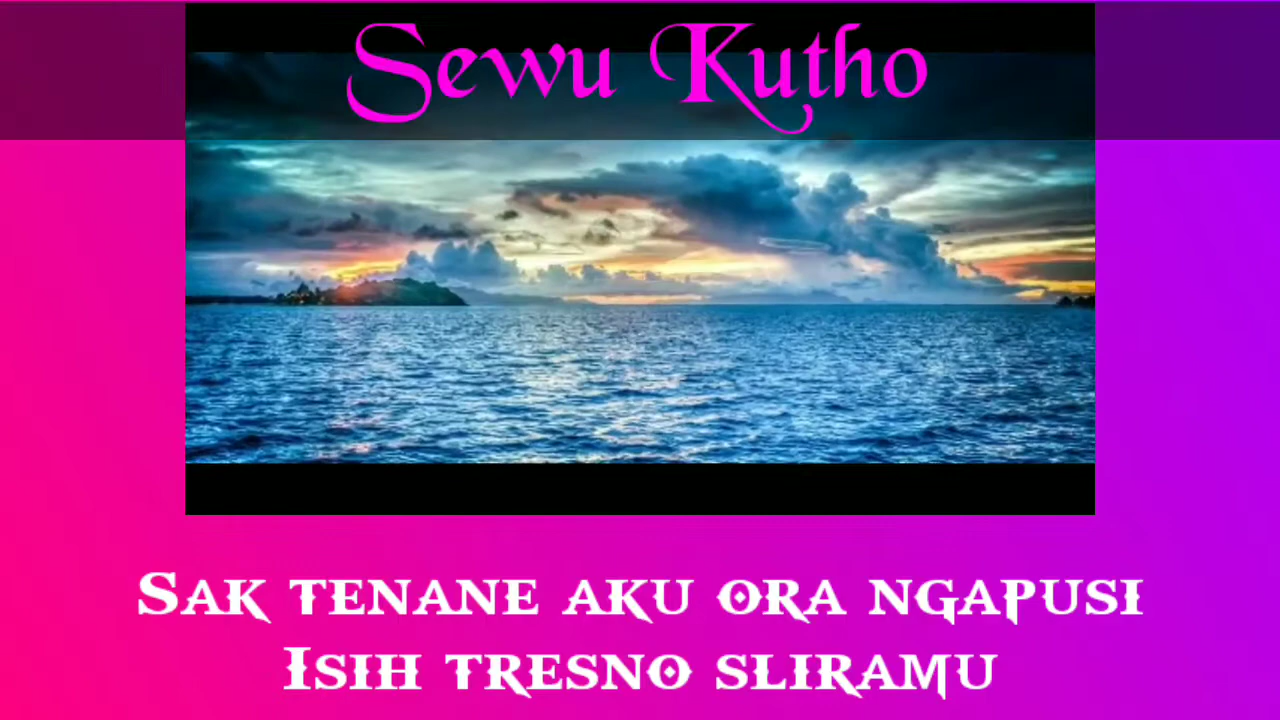 Sewu Kutho
Sak tenane aku ora ngapusi
Isih tresno sliramu